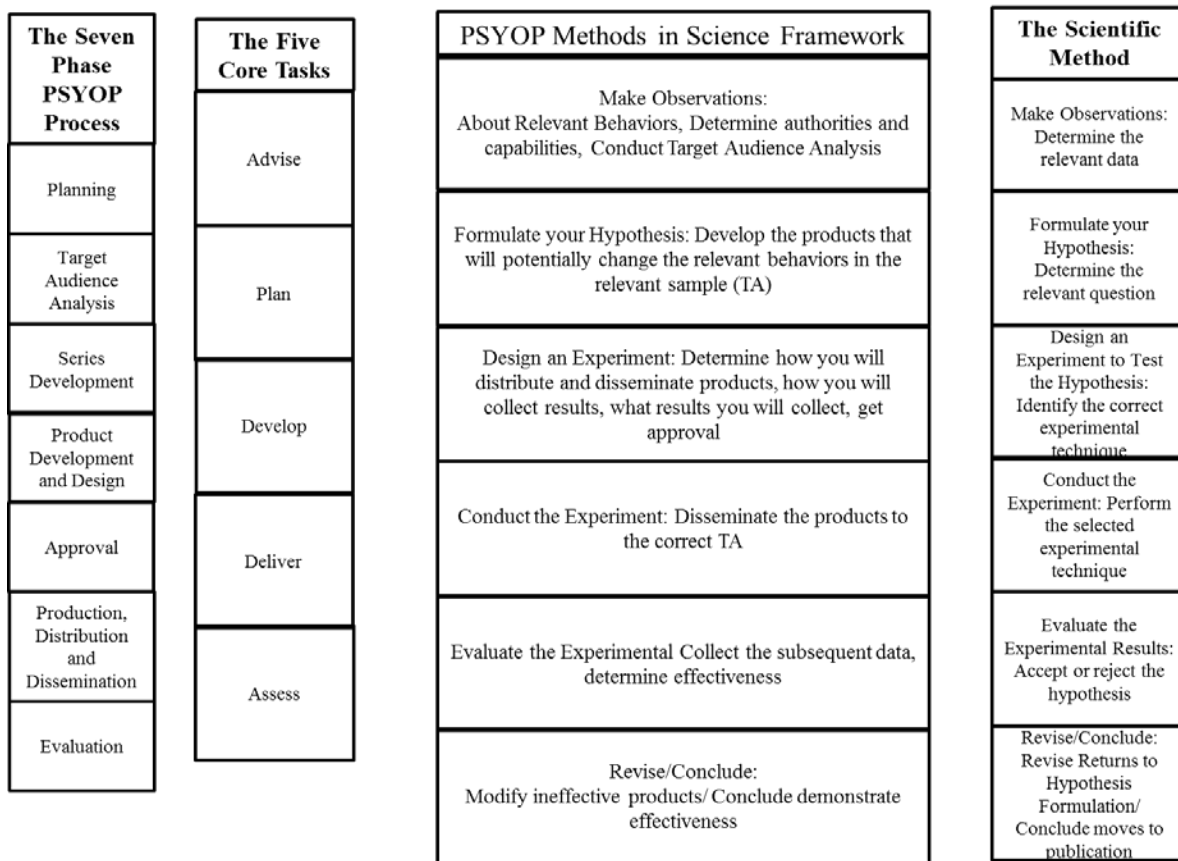 The Seven
Phase
PSYOP
Process
Planning
Target
Audience
Analysis
Series
Development
Product
Development
and Design
Approval
Production,
Distribution
and
Dissemination
Evaluation
The Five
Core Tasks
Advise
Plan
Develop
Deliver
Assess
PSYOP Methods in Science Framework
Make Observations:
About Relevant Behaviors, Determine authorities and
capabilities, Conduct Target Audience Analysis
Formulate your Hypothesis: Develop the products that
will potentially change the relevant behaviors in the
relevant sample (TA)
Design an Experiment: Determine how you will
distribute and disseminate products, how you will
collect results, what results you will collect, get
approval
Conduct the Experiment: Disseminate the products to
the correct TA
Evaluate the Experimental Collect the subsequent data,
determine effectiveness
Revise/Conclude:
Modify ineffective products/ Conclude demonstrate
effectiveness
The Scientific
Method
Make Observations:
Determine the
relevant data
Formulate your
Hypothesis:
Determine the
relevant question
Design an
Experiment to Test
the Hypothesis:
Identify the correct
experimental
technique
Conduct the
Experiment: Perform
the selected
experimental
technique
Evaluate the
Experimental Results:
Accept or reject the
hypothesis
Revise/Conclude:
Revise Returns to
Hypothesis
Formulation/
Conclude moves to
publication